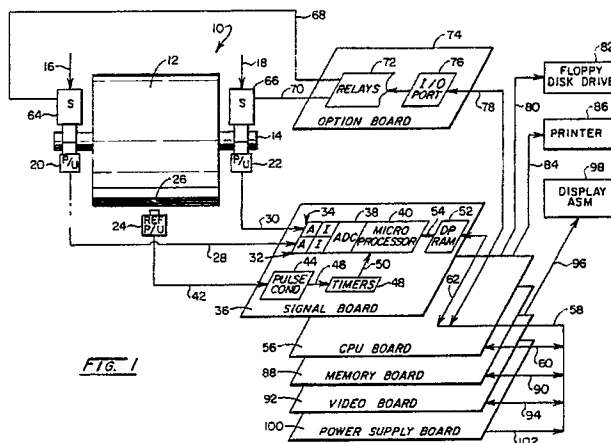 68
10
74
82
16
12
18
72
76
FLOPPY
DISK DRIVE
66
RELAYS
I/O
PORT
80
64
S
S
70
78
86
OPTION BOARD
PRINTER
14
84
98
20
P/U
26
P/U
22
DISPLAY
ASM
34
38
40
54
52
24
REF
P/U
30
A I
A I
ADC
MICRO
PROCESSOR
DP
RAM
96
32
28
44
50
62
PULSE
COND
46
TIMERS
48
58
42
36
SIGNAL BOARD
FIG. 1
56
CPU BOARD
60
88
MEMORY BOARD
90
92
VIDEO BOARD
94
100
POWER SUPPLY BOARD
102